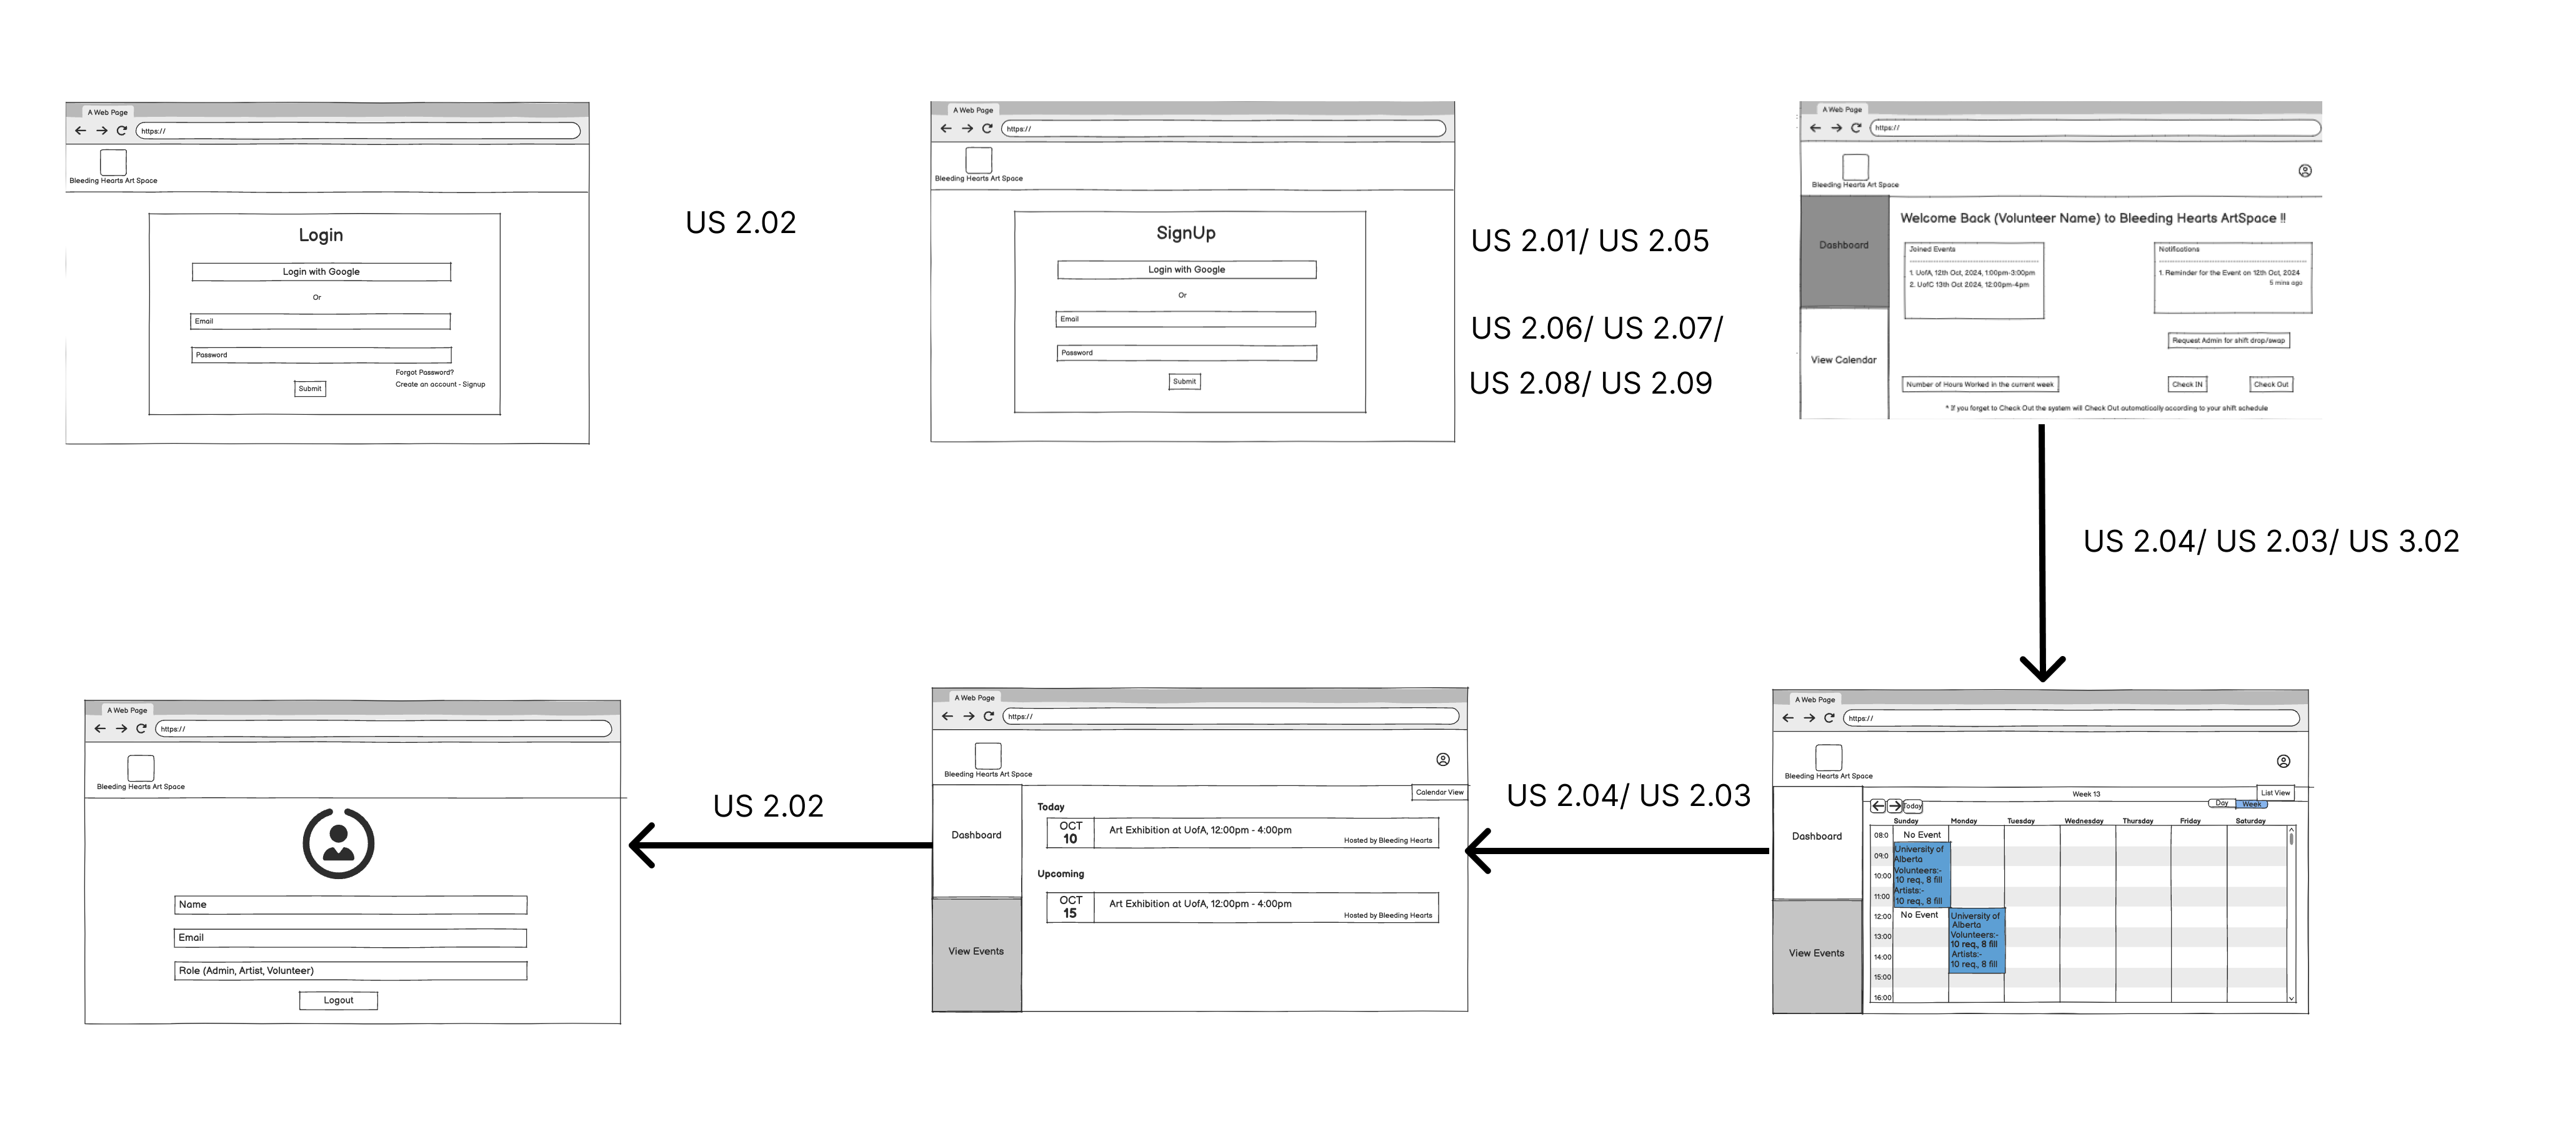 A Web Page
https://
Bleeding Hearts Art Space
Login
Login with Google
Or
Email
Password
Forgot Password?
Create an account - Signup
Submit
US 2.02
A Web Page
https://
Bleeding Hearts Art Space
SignUp
Login with Google
Or
Email
Password
Submit
US 2.01/ US 2.05
US 2.06/ US 2.07/
US 2.08/ US 2.09
A Web Page
https://
Bleeding Hearts Art Space
Dashboard
View Calendar
Welcome Back (Volunteer Name) to Bleeding Hearts ArtSpace !!
Joined Events
1. UofA, 12th Oct, 2024, 1:00pm-3:00pm
2. UofC 13th Oct 2024, 12:00pm-4pm
Notifications
1. Reminder for the Event on 12th Oct, 2024
5 mins ago
Request Admin for shift drop/swap
Number of Hours Worked in the current week
Check IN
Check Out
* If you forget to Check Out the system will Check Out automatically according to your shift schedule
US 2.04/ US 2.03/ US 3.02
A Web Page
https://
Bleeding Hearts Art Space
Name
Email
Role (Admin, Artist, Volunteer)
Logout
US 2.02
A Web Page
https://
Bleeding Hearts Art Space
Calendar View
Dashboard
View Events
Today
OCT
10
Art Exhibition at UofA, 12:00pm - 4:00pm
Hosted by Bleeding Hearts
Upcoming
OCT
15
Art Exhibition at UofA, 12:00pm - 4:00pm
Hosted by Bleeding Hearts
US 2.04/ US 2.03
A Web Page
https://
Bleeding Hearts Art Space
Dashboard
View Events
Week 13
List View
Today
Day
Week
Sunday Monday Tuesday Wednesday Thursday Friday Saturday
08:0
09:0
10:00
11:00
12:00
13:00
14:00
15:00
16:00
No Event
University of
Alberta
Volunteers:-
10 req., 8 fill
Artists:-
10 req., 8 fill
No Event
University of
Alberta
Volunteers:-
10 req., 8 fill
Artists:-
10 req., 8 fill